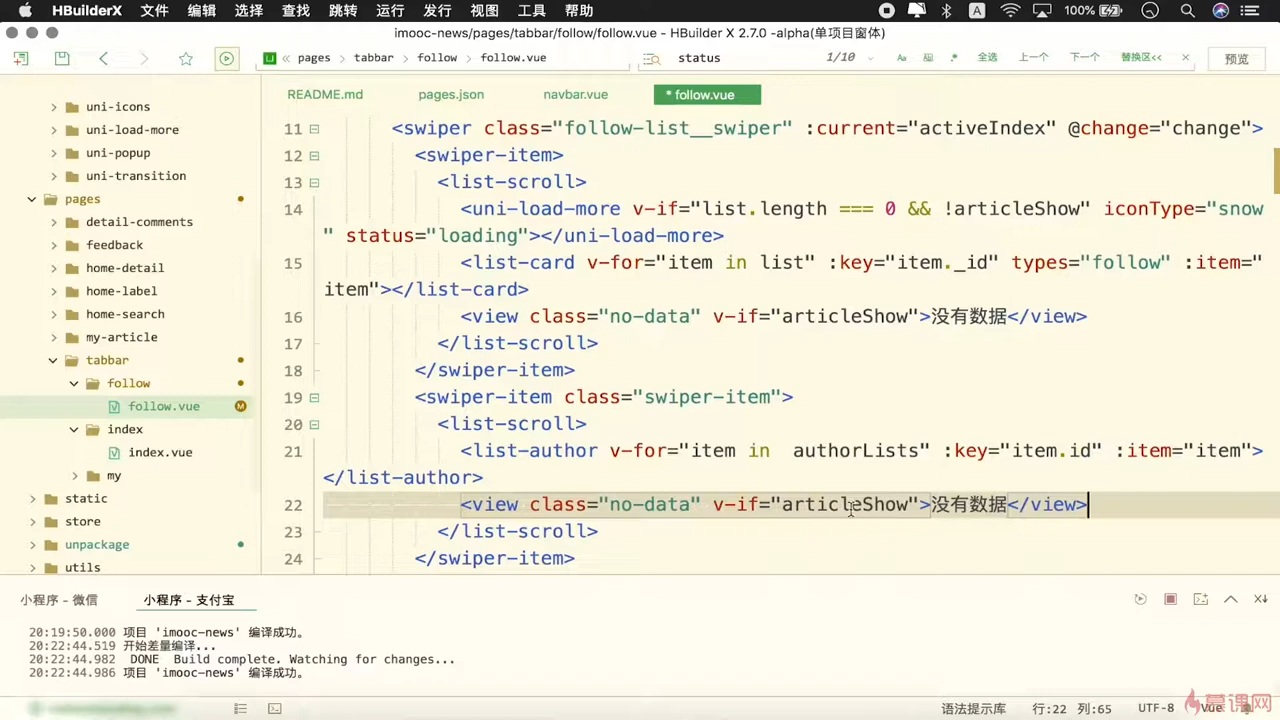 HBuilderX 文件 编辑 选择 查找 跳转 运行 发行 视图 工具 帮助 A 100%
imooc-news/pages/tabbar/follow/follow.vue - HBuilder X 2.7.0 -alpha(单项目窗体)
pages tabbar follow follow.vue status 1/10 Aa 全选 上一个 下一个 替换区<< 预览
README.md pages.json navbar.vue * follow.vue
uni-icons
uni-load-more
uni-popup
uni-transition
pages
detail-comments
feedback
home-detail
home-label
home-search
my-article
tabbar
follow
follow.vue M
index
index.vue
my
static
store
unpackage
utils
11 <swiper class="follow-list__swiper" :current="activeIndex" @change="change">
12 <swiper-item>
13 <list-scroll>
14 <uni-load-more v-if="list.length === 0 && !articleShow" iconType="snow
" status="loading"></uni-load-more>
15 <list-card v-for="item in list" :key="item._id" types="follow" :item="
item"></list-card>
16 <view class="no-data" v-if="articleShow">没有数据</view>
17 </list-scroll>
18 </swiper-item>
19 <swiper-item class="swiper-item">
20 <list-scroll>
21 <list-author v-for="item in  authorLists" :key="item.id" :item="item">
</list-author>
22 <view class="no-data" v-if="articleShow">没有数据</view>
23 </list-scroll>
24 </swiper-item>
小程序 - 微信 小程序 - 支付宝
20:19:50.000 项目 'imooc-news' 编译成功。
20:22:44.519 开始差量编译...
20:22:44.982  DONE  Build complete. Watching for changes...
20:22:44.986 项目 'imooc-news' 编译成功。
语法提示库 行:22 列:65 UTF-8 Vue
慕课网